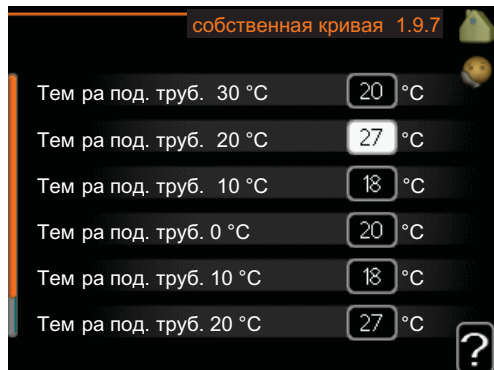 собственная кривая 1.9.7
Тем ра под. труб. 30 °C 20 °C
Тем ра под. труб. 20 °C 27 °C
Тем ра под. труб. 10 °C 18 °C
Тем ра под. труб. 0 °C 20 °C
Тем ра под. труб. 10 °C 18 °C
Тем ра под. труб. 20 °C 27 °C
?